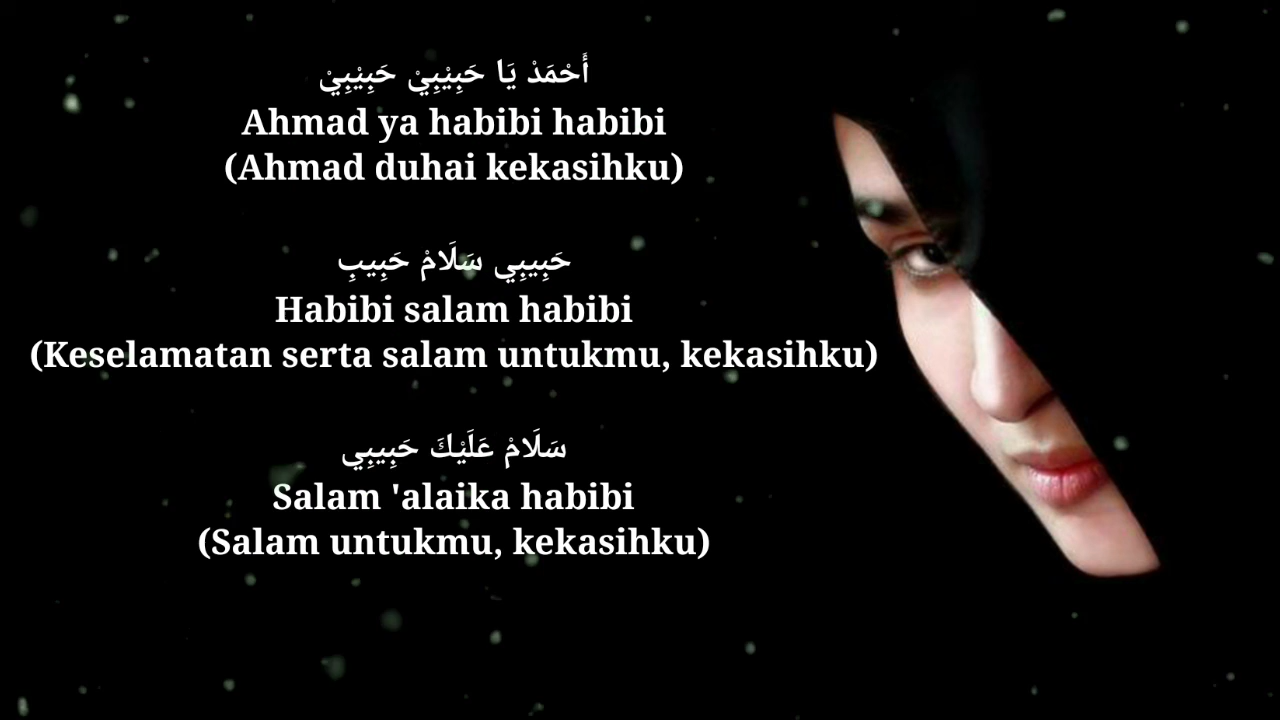 أَحْمَدْ يَا حَبِيْبِيْ حَبِيْبِيْ
Ahmad ya habibi habibi
(Ahmad duhai kekasihku)
حَبِيبِي سَلَامْ حَبِيبِ
Habibi salam habibi
(Keselamatan serta salam untukmu, kekasihku)
سَلَامْ عَلَيْكَ حَبِيبِي
Salam 'alaika habibi
(Salam untukmu, kekasihku)